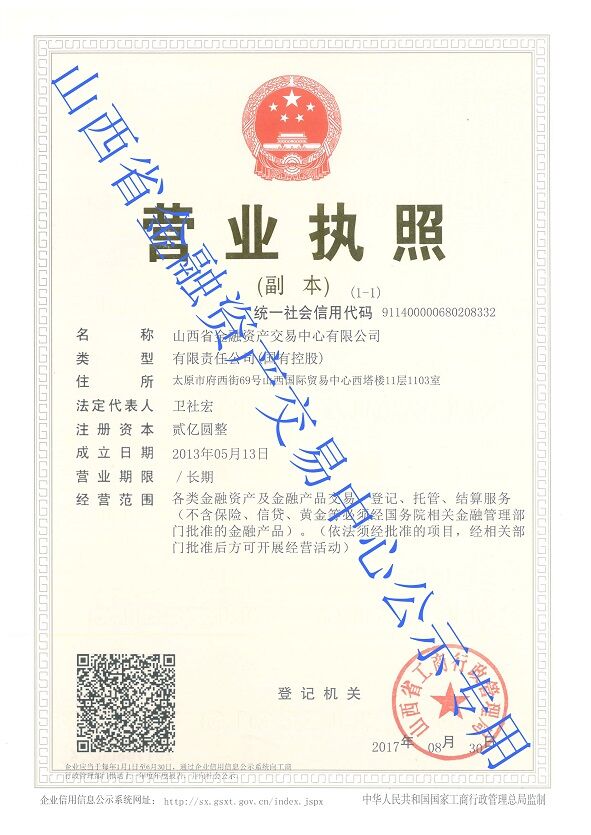 营业执照
(副 本) (1-1)
统一社会信用代码 911400000680208332
名 称 山西省金融资产交易中心有限公司
类 型 有限责任公司(国有控股)
住 所 太原市府西街69号山西国际贸易中心西塔楼11层1103室
法定代表人 卫社宏
注册资本 贰亿圆整
成立日期 2013年05月13日
营业期限 /长期
经营范围 各类金融资产及金融产品交易、登记、托管、结算服务
（不含保险、信贷、黄金等必须经国务院相关金融管理部
门批准的金融产品）。（依法须经批准的项目，经相关部
门批准后方可开展经营活动）
山西省金融资产交易中心公示专用
登记机关
山西省工商行政管理局
2017年 08月 30日
企业应当于每年1月1日至6月30日，通过企业信用信息公示系统向工商
行政管理部门报送上一年度年度报告，并向社会公示
企业信用信息公示系统网址： http://sx.gsxt.gov.cn/index.jspx
中华人民共和国国家工商行政管理总局监制